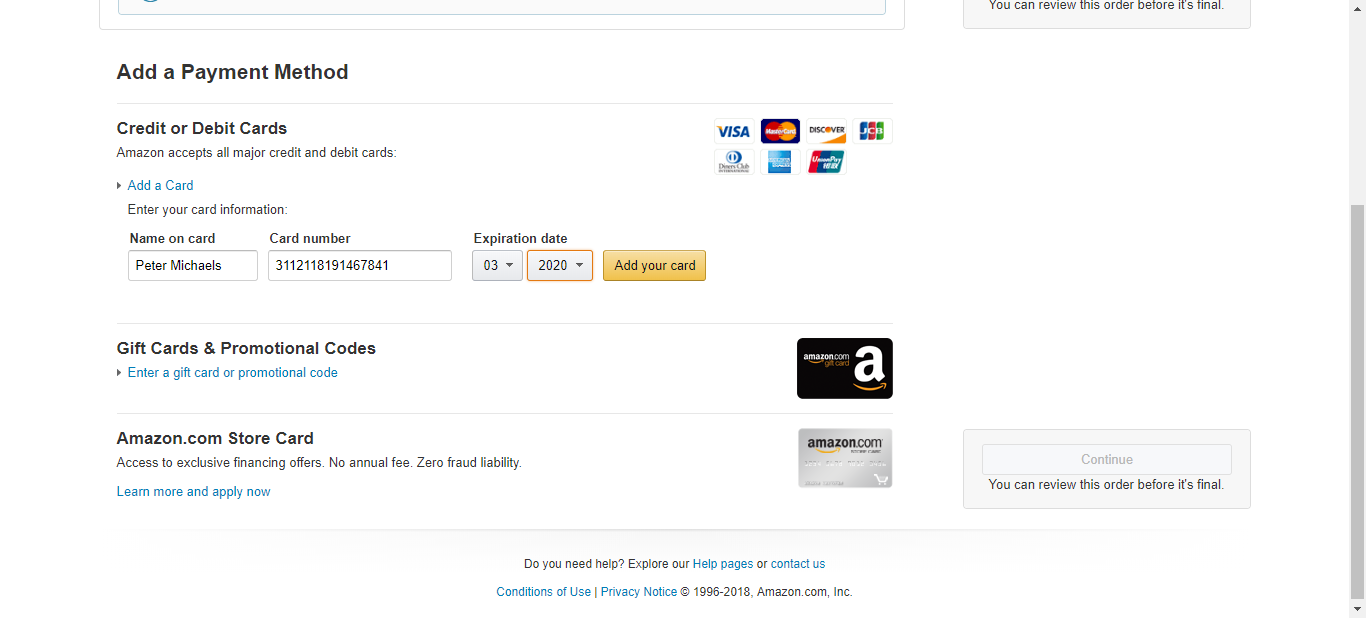 You can review this order before it's final.
Add a Payment Method
Credit or Debit Cards
Amazon accepts all major credit and debit cards:
VISA MasterCard DISCOVER JCB
Diners Club INTERNATIONAL AMERICAN EXPRESS UnionPay
Add a Card
Enter your card information:
Name on card Card number Expiration date
Peter Michaels 3112118191467841 03 2020 Add your card
Gift Cards & Promotional Codes
Enter a gift card or promotional code
amazon.com gift card a
Amazon.com Store Card
Access to exclusive financing offers. No annual fee. Zero fraud liability.
Learn more and apply now
amazon.com
STORE CARD
Continue
You can review this order before it's final.
Do you need help? Explore our Help pages or contact us
Conditions of Use | Privacy Notice © 1996-2018, Amazon.com, Inc.